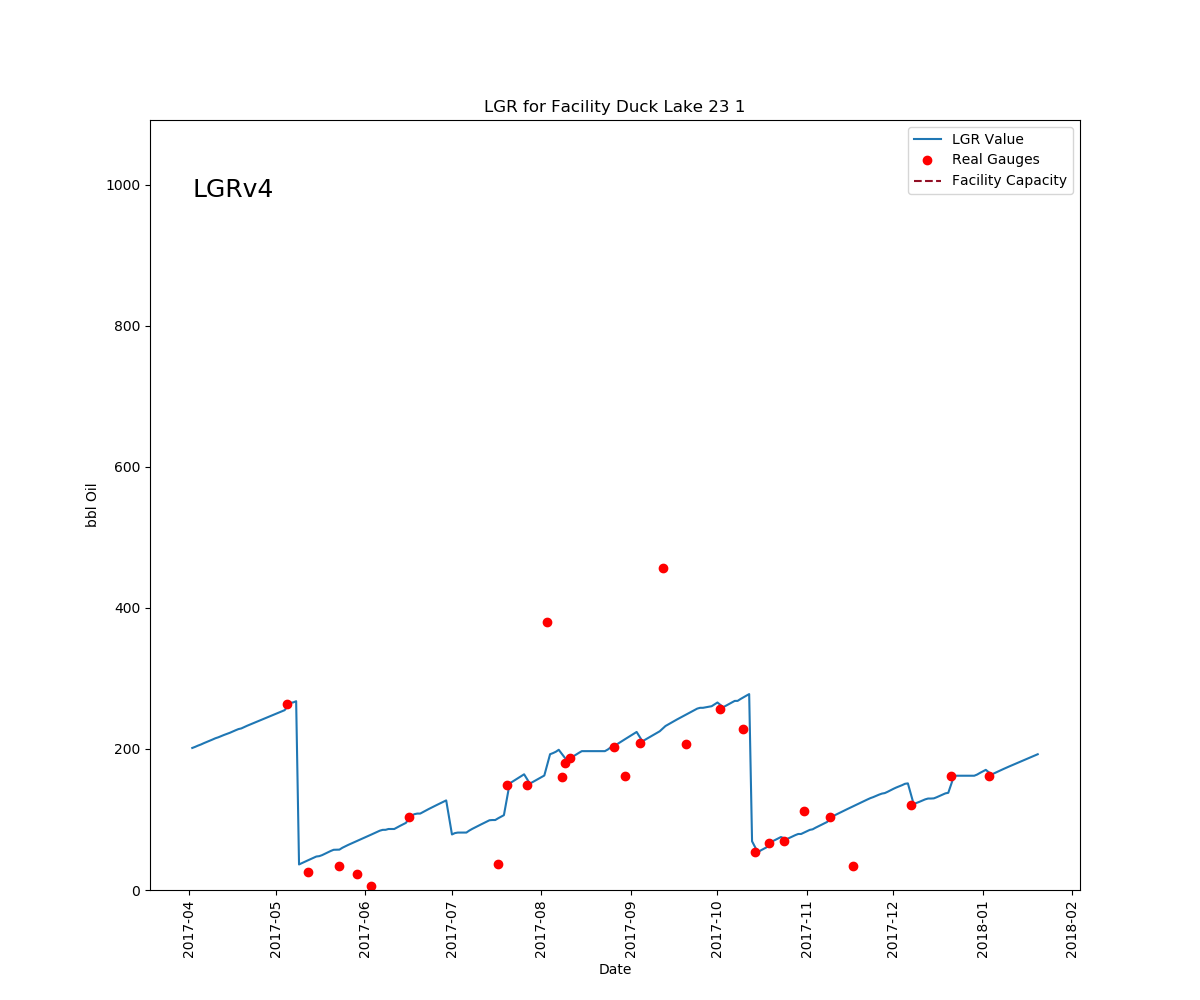 LGR for Facility Duck Lake 23 1
LGRv4
LGR Value
Real Gauges
Facility Capacity
bbl Oil
1000
800
600
400
200
0
2017-04
2017-05
2017-06
2017-07
2017-08
2017-09
2017-10
2017-11
2017-12
2018-01
2018-02
Date